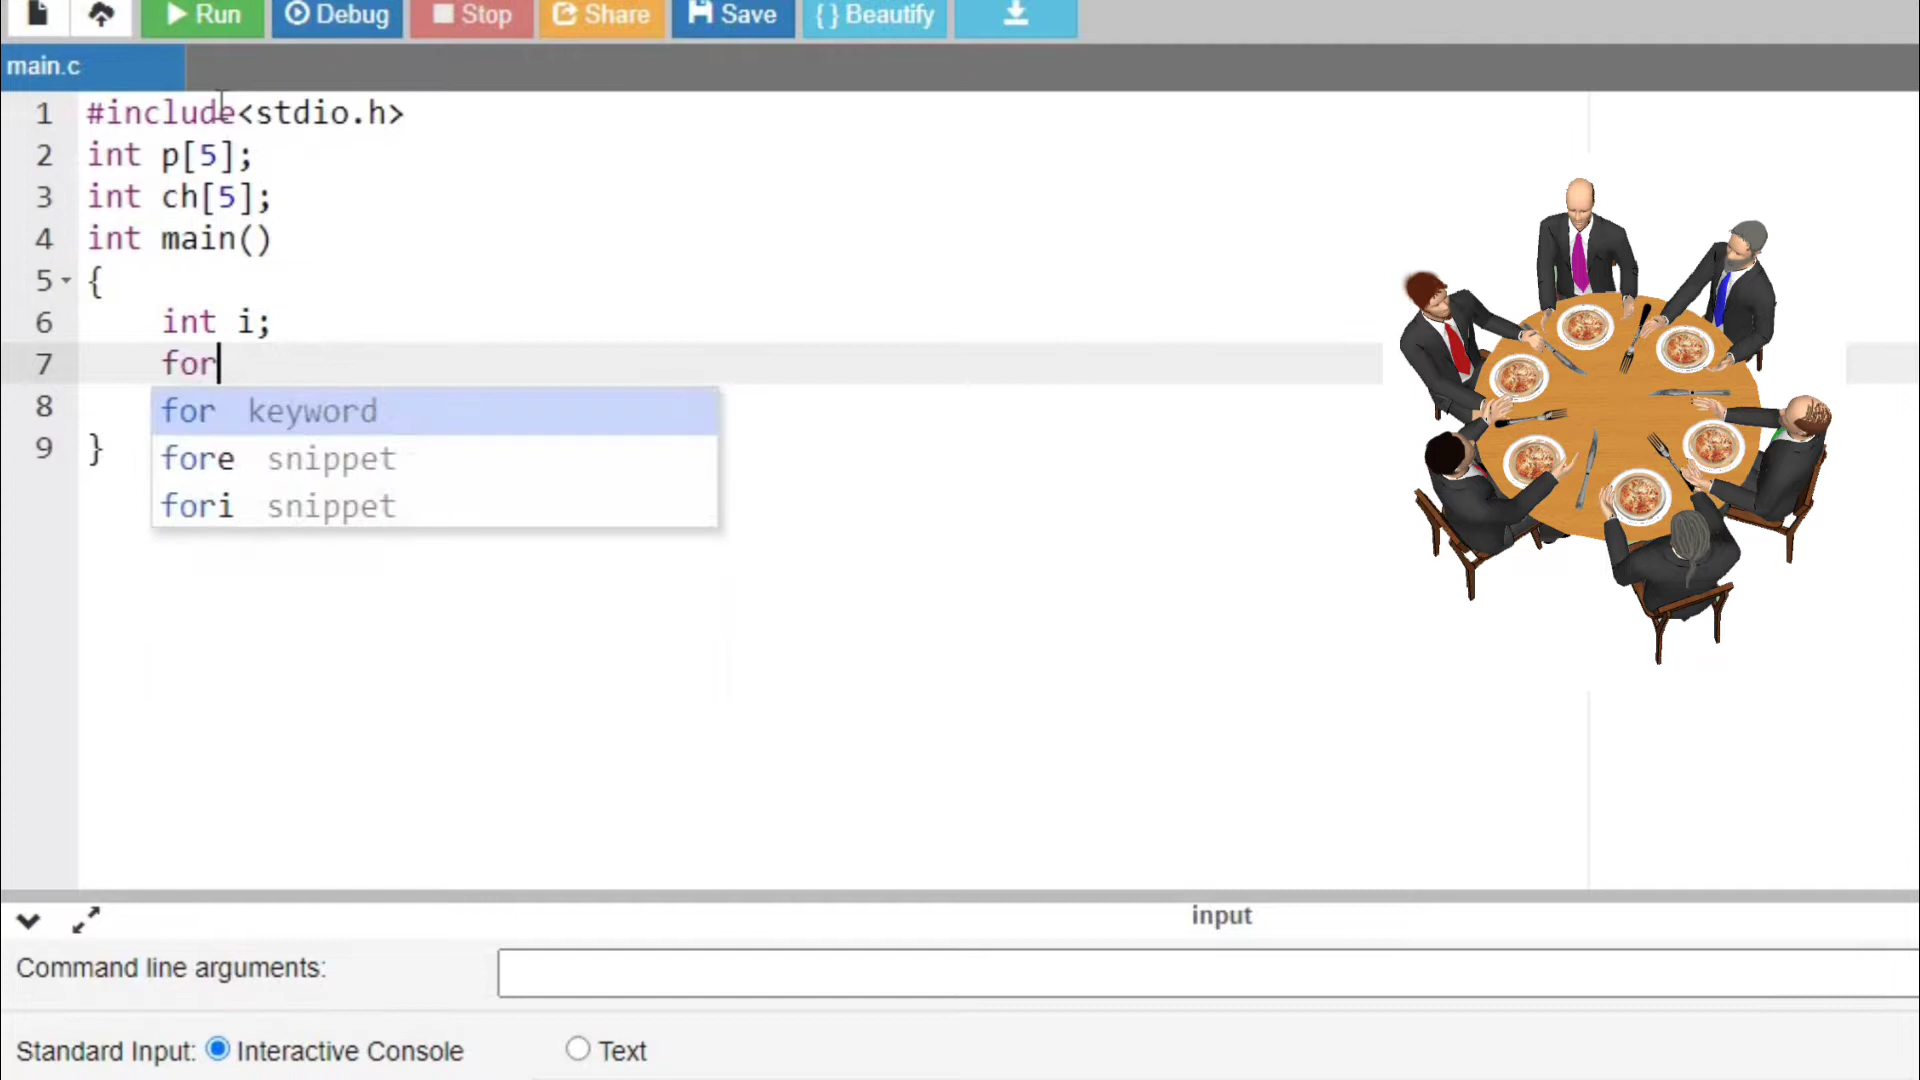 Run Debug Stop Share Save { } Beautify
main.c
1 #include<stdio.h>
2 int p[5];
3 int ch[5];
4 int main()
5 {
6 int i;
7 for
8
9 }
for keyword
fore snippet
fori snippet
input
Command line arguments:
Standard Input: Interactive Console Text